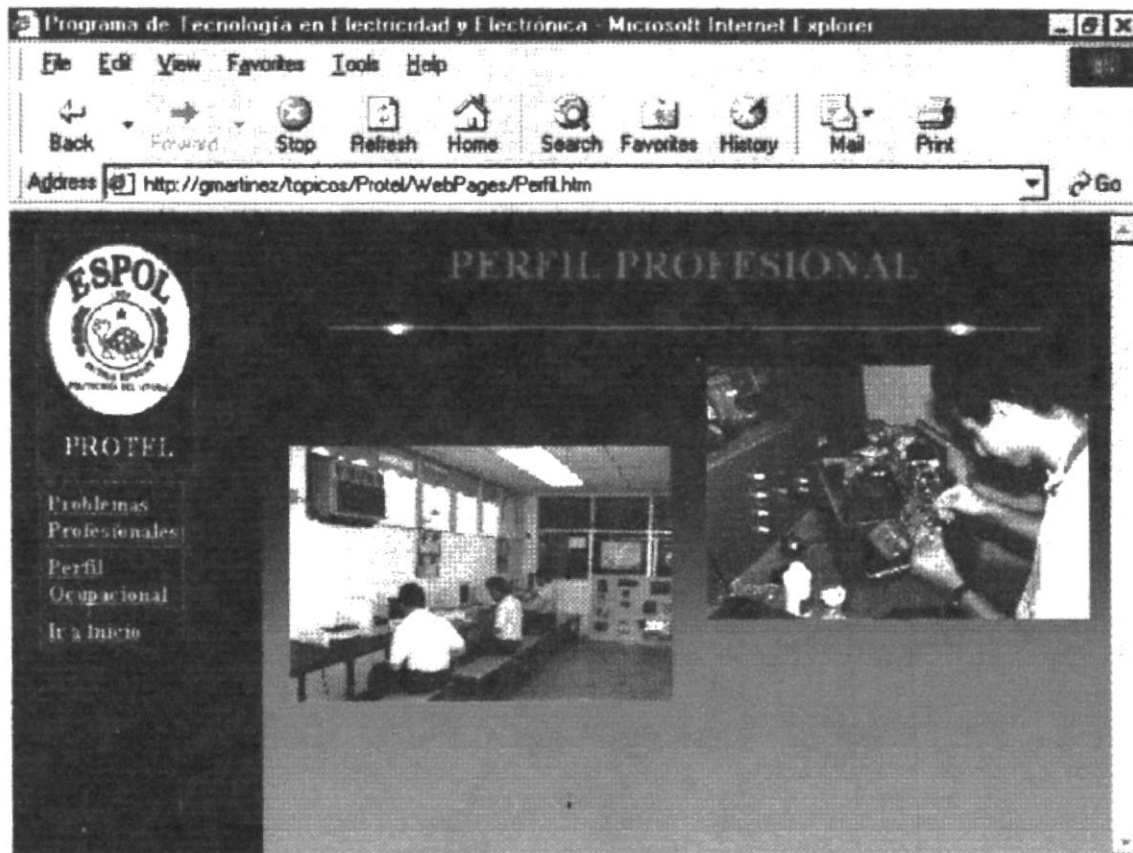 Programa de Tecnología en Electricidad y Electrónica - Microsoft Internet Explorer
File Edit View Favorites Tools Help
Back Forward Stop Refresh Home Search Favorites History Mail Print
Address http://gmartinez/topicos/Protel/WebPages/Perfil.htm Go
PERFIL PROFESIONAL
ESPOL
PROTEL
Problemas
Profesionales
Perfil
Ocupacional
Ir a Inicio